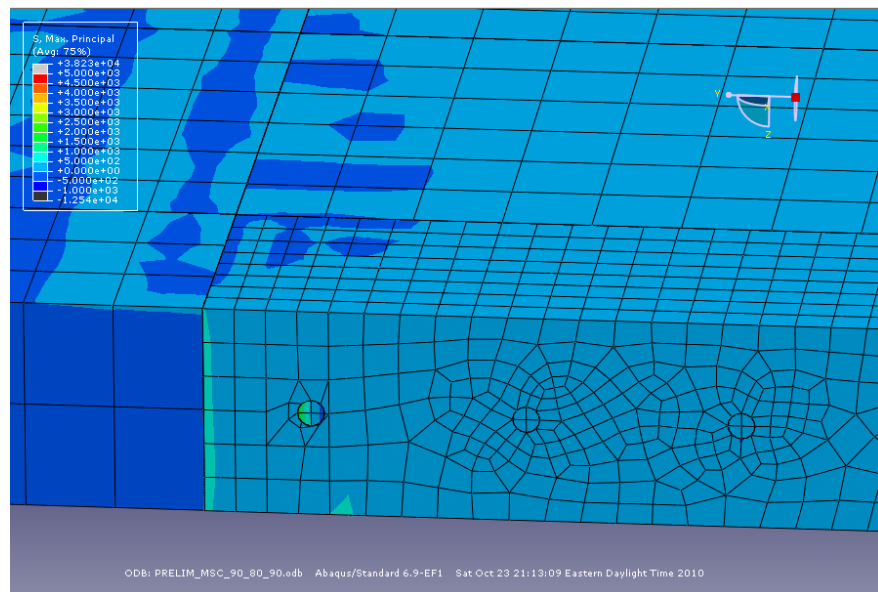 S, Max. Principal
(Avg: 75%)
+3.823e+04
+5.000e+03
+4.500e+03
+4.000e+03
+3.500e+03
+3.000e+03
+2.500e+03
+2.000e+03
+1.500e+03
+1.000e+03
+5.000e+02
+0.000e+00
-5.000e+02
-1.000e+03
-1.254e+04
Y
X
Z
ODB: PRELIM_MSC_90_80_90.odb Abaqus/Standard 6.9-EF1 Sat Oct 23 21:13:09 Eastern Daylight Time 2010